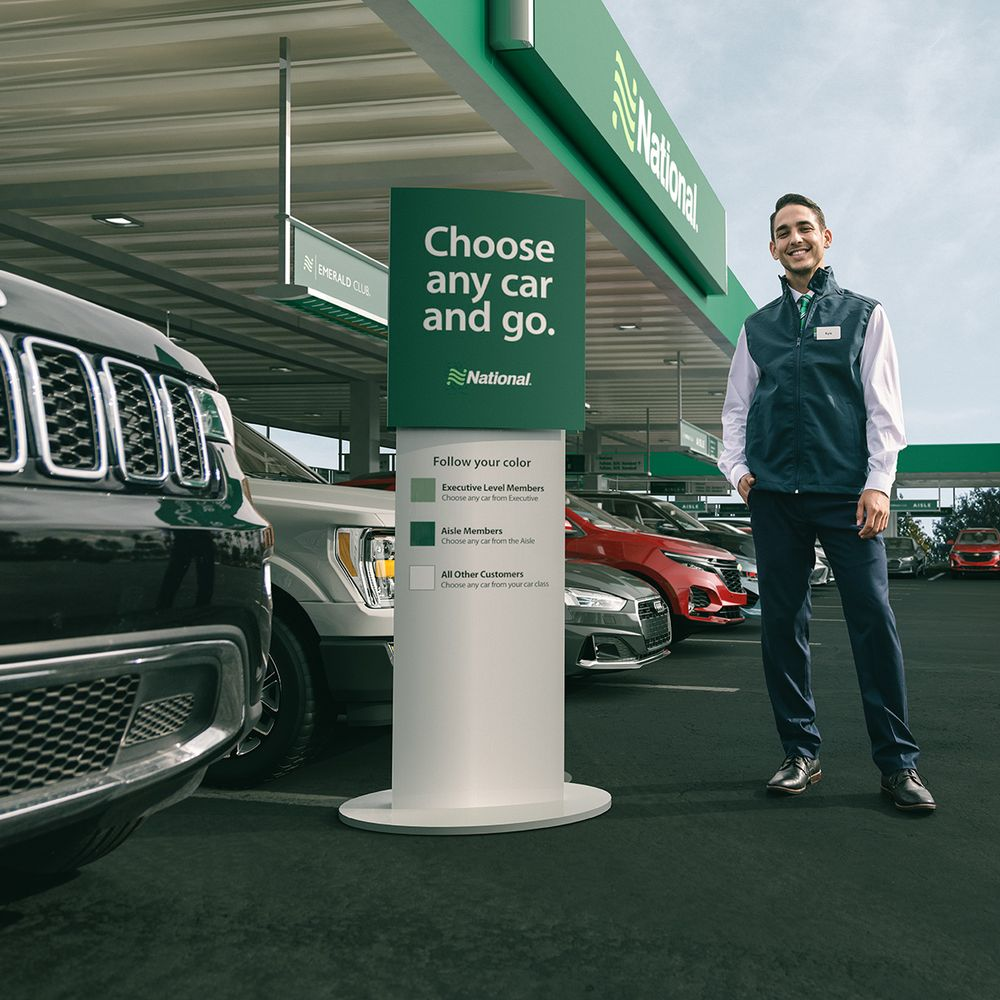 National
EMERALD CLUB.
Choose
any car
and go.
National
Follow your color
Executive Level Members
Choose any car from Executive
Aisle Members
Choose any car from the Aisle
All Other Customers
Choose any car from your car class
AISLE
AISLE